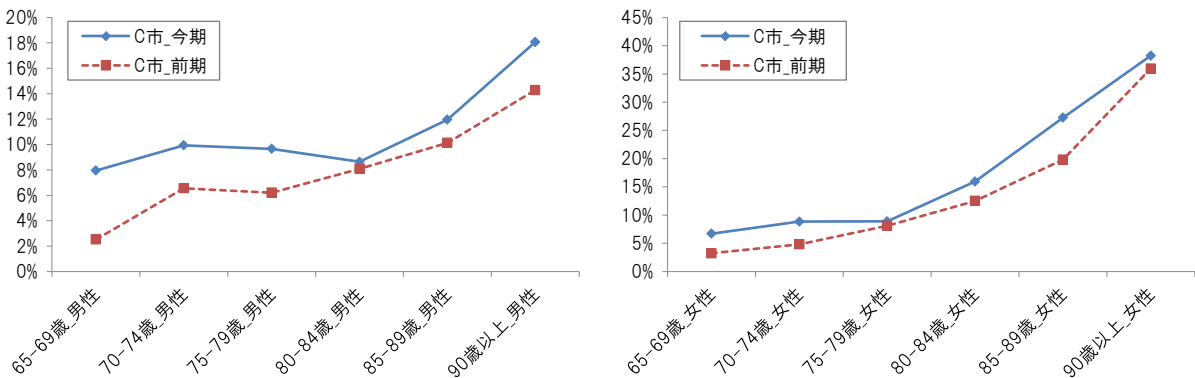 20%
18%
16%
14%
12%
10%
8%
6%
4%
2%
0%
C市_今期
C市_前期
65-69歳_男性
70-74歳_男性
75-79歳_男性
80-84歳_男性
85-89歳_男性
90歳以上_男性
45%
40%
35%
30%
25%
20%
15%
10%
5%
0%
C市_今期
C市_前期
65-69歳_女性
70-74歳_女性
75-79歳_女性
80-84歳_女性
85-89歳_女性
90歳以上_女性